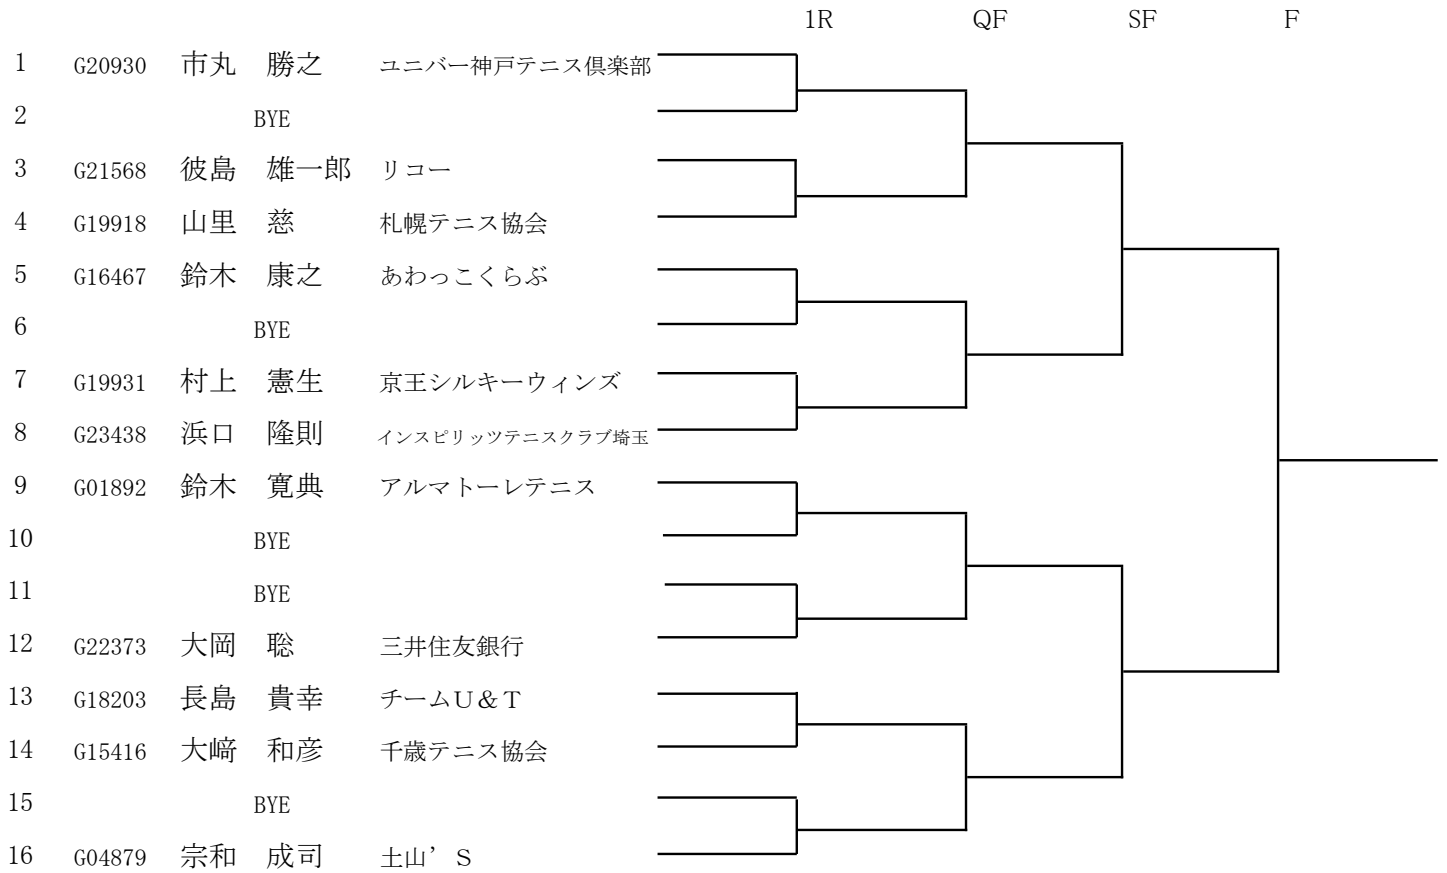 1R QF SF F
1 G20930 市丸　勝之 ユニバー神戸テニス倶楽部
2 BYE
3 G21568 彼島　雄一郎 リコー
4 G19918 山里　慈 札幌テニス協会
5 G16467 鈴木　康之 あわっこくらぶ
6 BYE
7 G19931 村上　憲生 京王シルキーウィンズ
8 G23438 浜口　隆則 インスピリッツテニスクラブ埼玉
9 G01892 鈴木　寛典 アルマトーレテニス
10 BYE
11 BYE
12 G22373 大岡　聡 三井住友銀行
13 G18203 長島　貴幸 チームＵ＆Ｔ
14 G15416 大﨑　和彦 千歳テニス協会
15 BYE
16 G04879 宗和　成司 土山’Ｓ